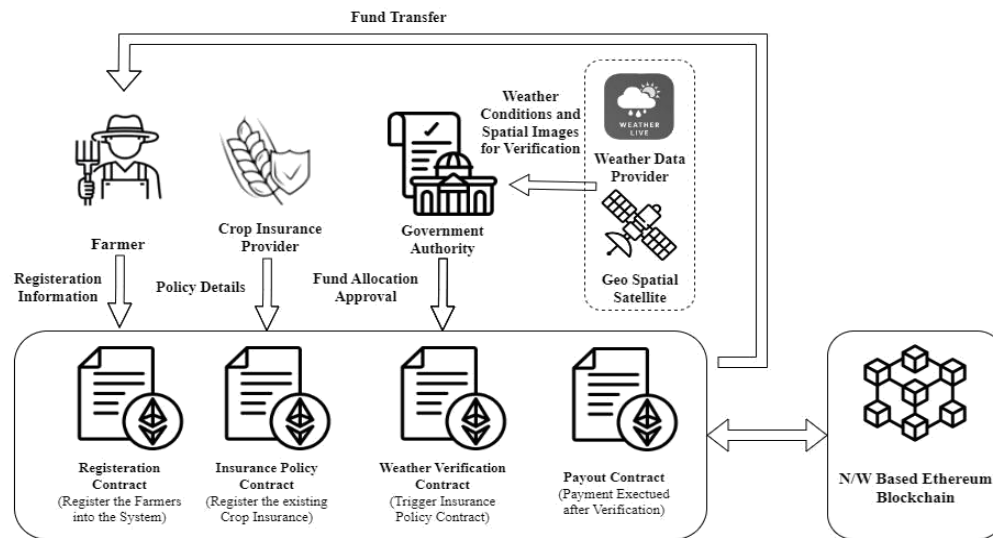 Fund Transfer
Weather
Conditions and
Spatial Images
for Verification
WEATHER
LIVE
Weather Data
Provider
Geo Spatial
Satellite
Farmer
Crop Insurance
Provider
Government
Authority
Registeration
Information
Policy Details
Fund Allocation
Approval
Registeration
Contract
(Register the Farmers
into the System)
Insurance Policy
Contract
(Register the existing
Crop Insurance)
Weather Verification
Contract
(Trigger Insurance
Policy Contract)
Payout Contract
(Payment Exectued
after Verification)
N/W Based Ethereum
Blockchain